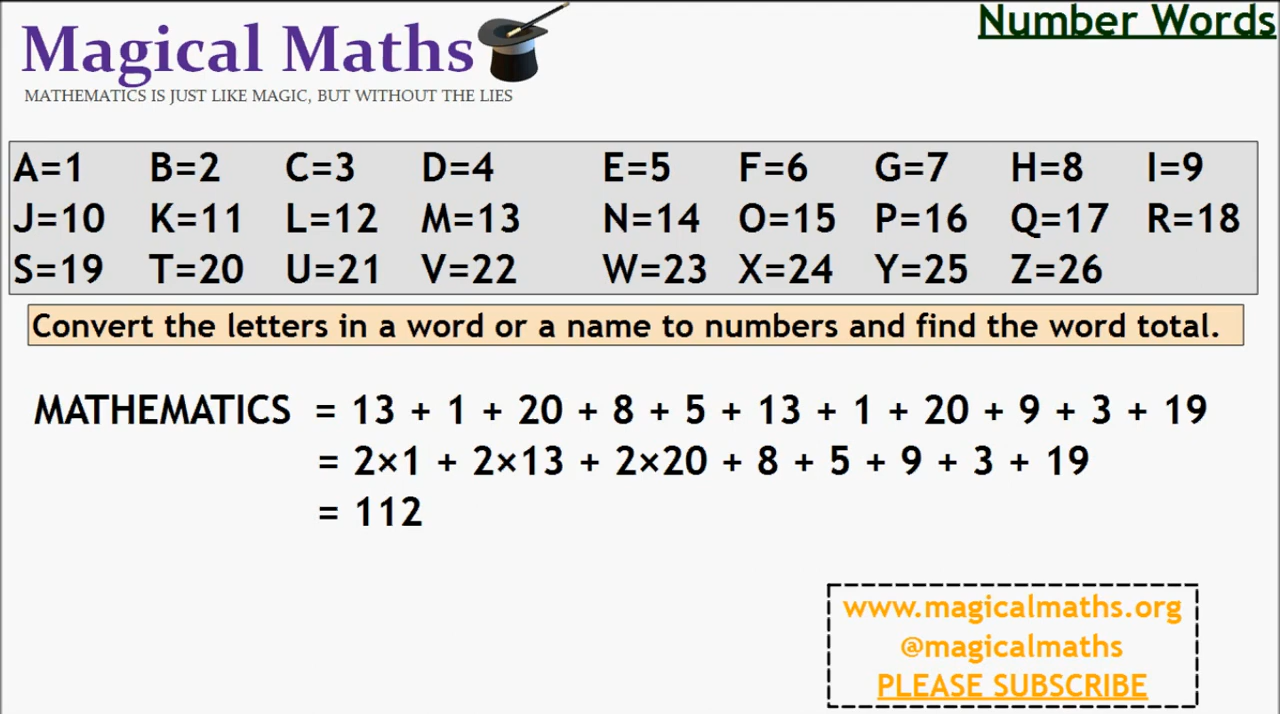 Number Words
Magical Maths
MATHEMATICS IS JUST LIKE MAGIC, BUT WITHOUT THE LIES
A=1 B=2 C=3 D=4 E=5 F=6 G=7 H=8 I=9
J=10 K=11 L=12 M=13 N=14 O=15 P=16 Q=17 R=18
S=19 T=20 U=21 V=22 W=23 X=24 Y=25 Z=26
Convert the letters in a word or a name to numbers and find the word total.
MATHEMATICS = 13 + 1 + 20 + 8 + 5 + 13 + 1 + 20 + 9 + 3 + 19
= 2×1 + 2×13 + 2×20 + 8 + 5 + 9 + 3 + 19
= 112
www.magicalmaths.org
@magicalmaths
PLEASE SUBSCRIBE